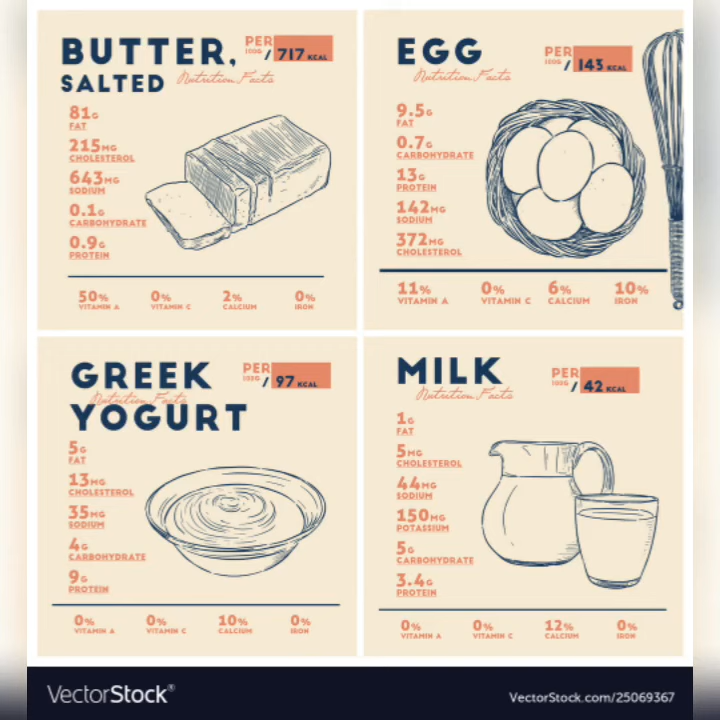 BUTTER,
SALTED
PER
100G
/ 717 KCAL
Nutrition Facts
81G
FAT
215MG
CHOLESTEROL
643MG
SODIUM
0.1G
CARBOHYDRATE
0.9G
PROTEIN
50% 0% 2% 0%
VITAMIN A VITAMIN C CALCIUM IRON
EGG
PER
100G
/ 143 KCAL
Nutrition Facts
9.5G
FAT
0.7G
CARBOHYDRATE
13G
PROTEIN
142MG
SODIUM
372MG
CHOLESTEROL
11% 0% 6% 10%
VITAMIN A VITAMIN C CALCIUM IRON
GREEK
YOGURT
PER
100G
/ 97 KCAL
Nutrition Facts
5G
FAT
13MG
CHOLESTEROL
35MG
SODIUM
4G
CARBOHYDRATE
9G
PROTEIN
0% 0% 10% 0%
VITAMIN A VITAMIN C CALCIUM IRON
MILK
PER
100G
/ 42 KCAL
Nutrition Facts
1G
FAT
5MG
CHOLESTEROL
44MG
SODIUM
150MG
POTASSIUM
5G
CARBOHYDRATE
3.4G
PROTEIN
0% 0% 12% 0%
VITAMIN A VITAMIN C CALCIUM IRON
VectorStock®
VectorStock.com/25069367